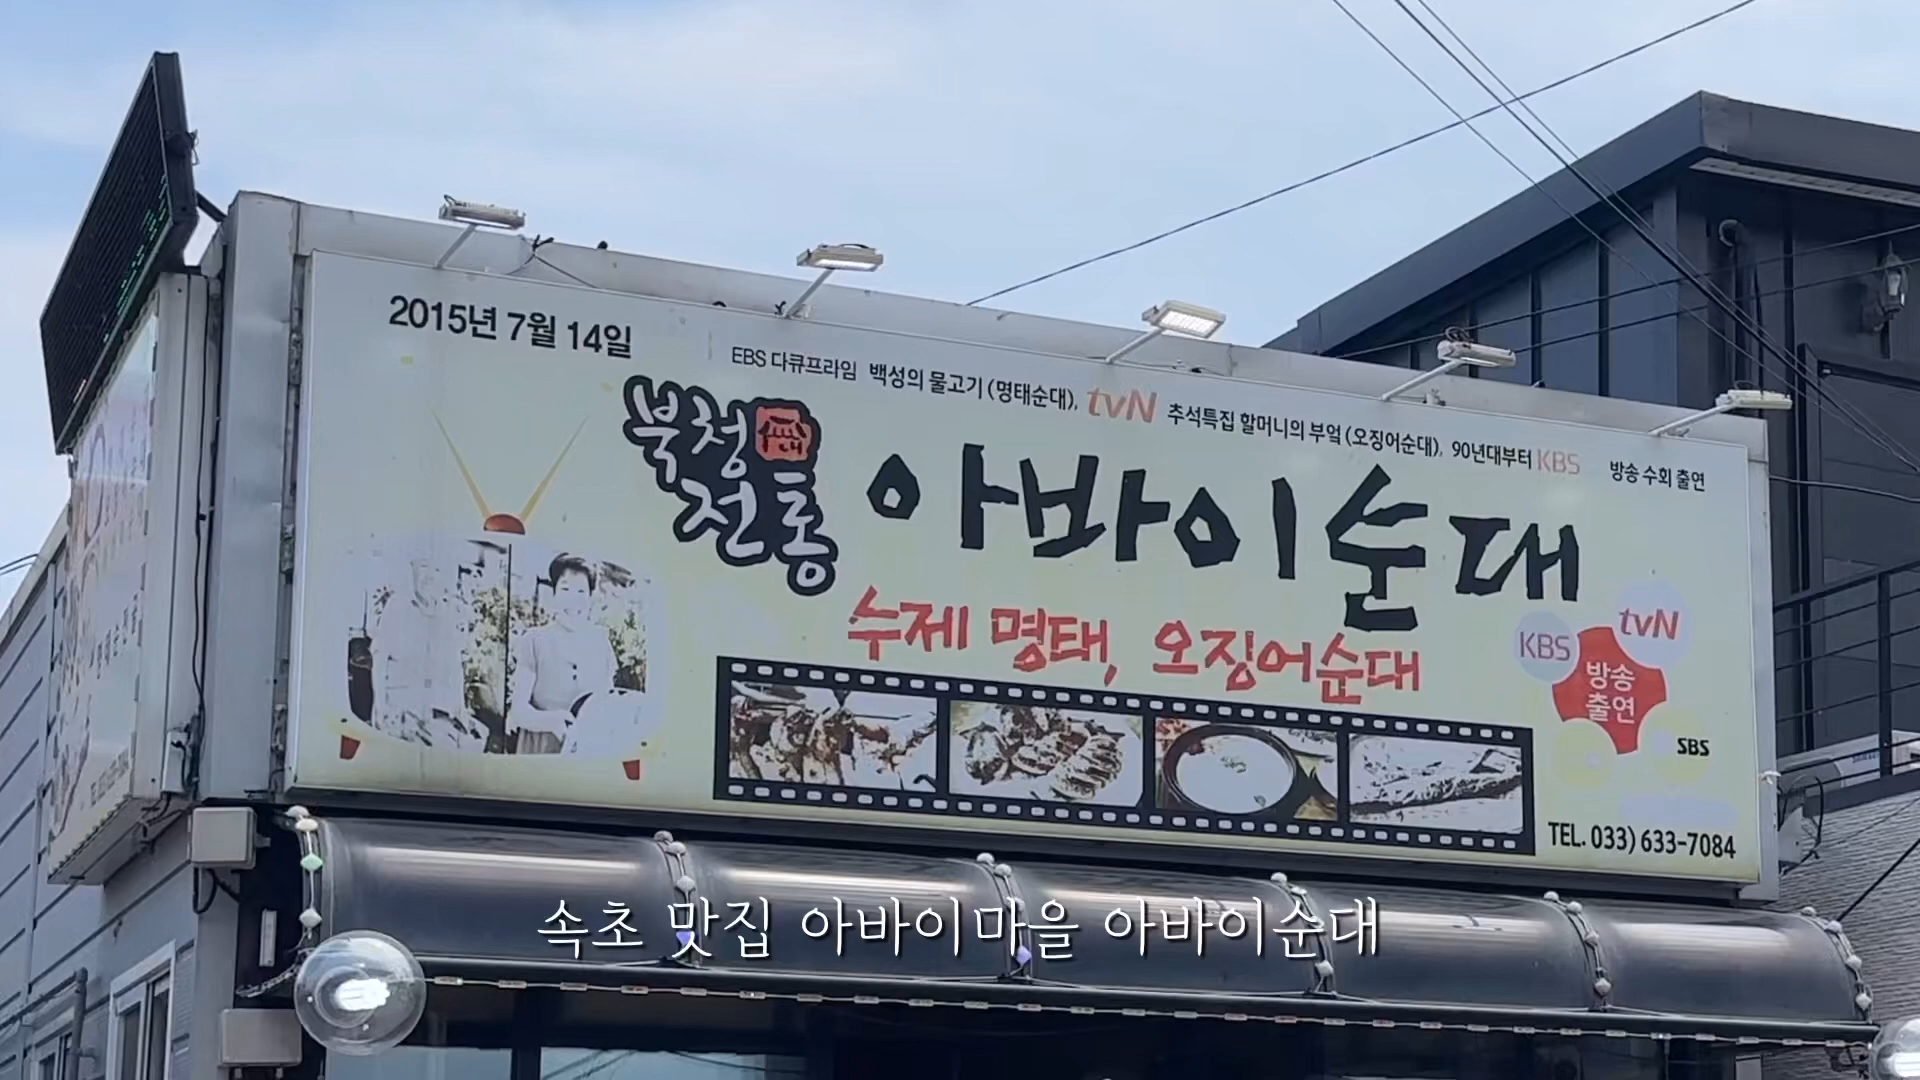 2015년 7월 14일
EBS 다큐프라임 백성의 물고기 (명태순대), tvN 추석특집 할머니의 부엌 (오징어순대), 90년대부터 KBS 방송 수회 출연
북청
전통
아바이순대
수제 명태, 오징어순대
KBS
tvN
방송
출연
SBS
TEL. 033) 633-7084
속초 맛집 아바이마을 아바이순대